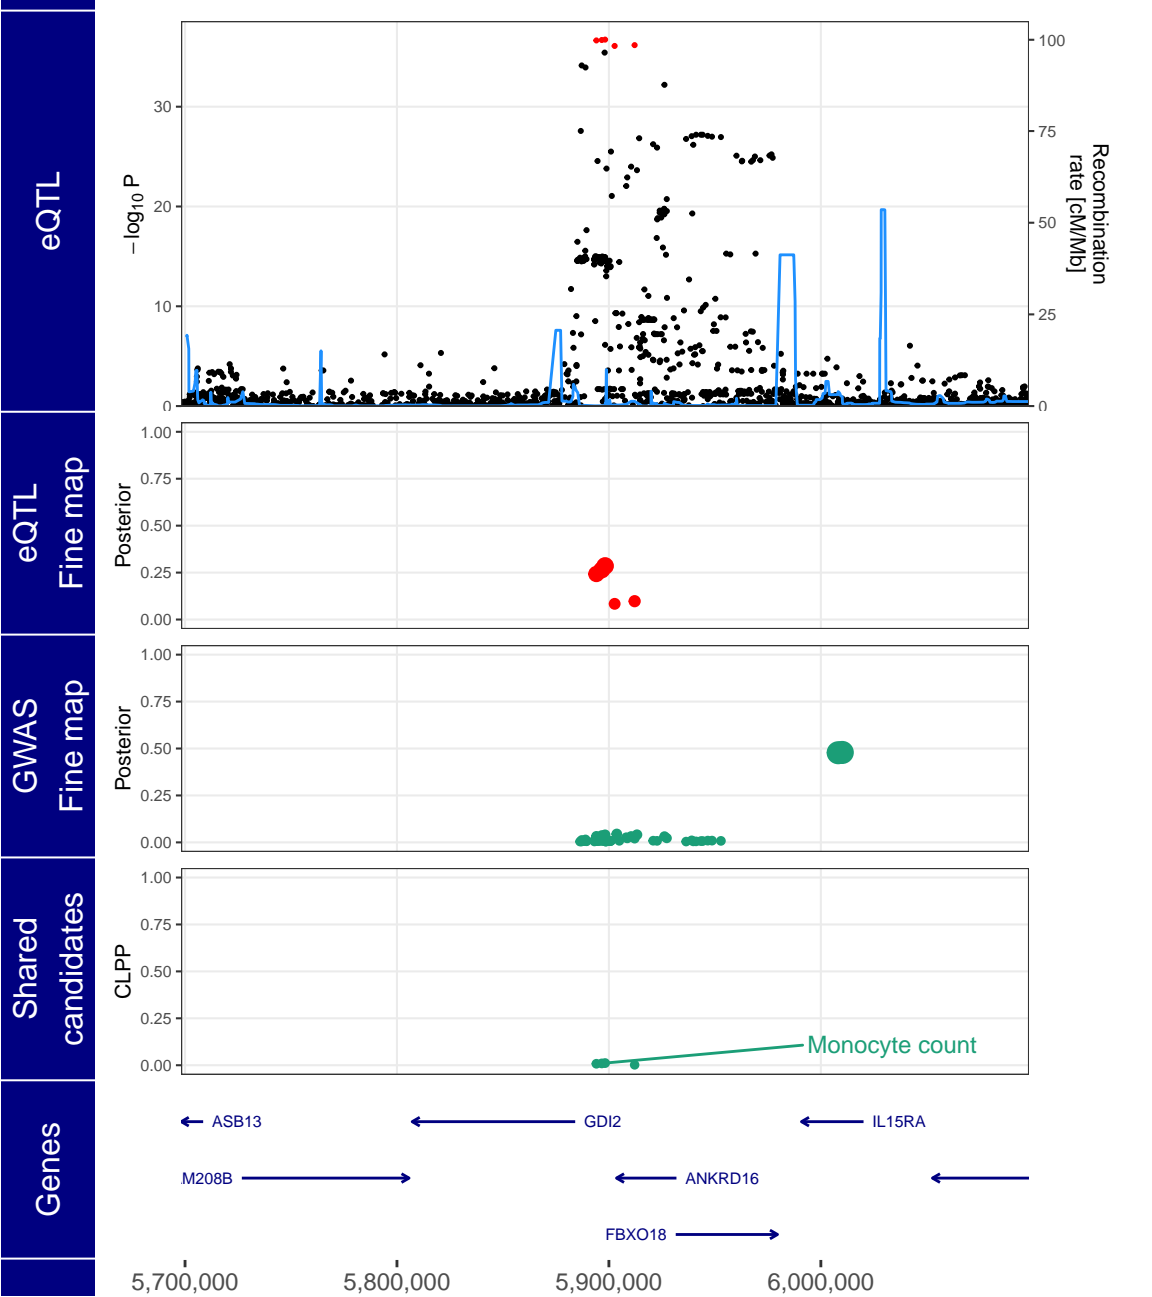 eQTL
30
20
10
0
−log10 P
100
75
50
25
0
Recombination
rate [cM/Mb]
eQTL
Fine map
1.00
0.75
0.50
0.25
0.00
Posterior
GWAS
Fine map
1.00
0.75
0.50
0.25
0.00
Posterior
Shared
candidates
1.00
0.75
0.50
0.25
0.00
CLPP
Monocyte count
Genes
ASB13
GDI2
IL15RA
M208B
ANKRD16
FBXO18
5,700,000
5,800,000
5,900,000
6,000,000